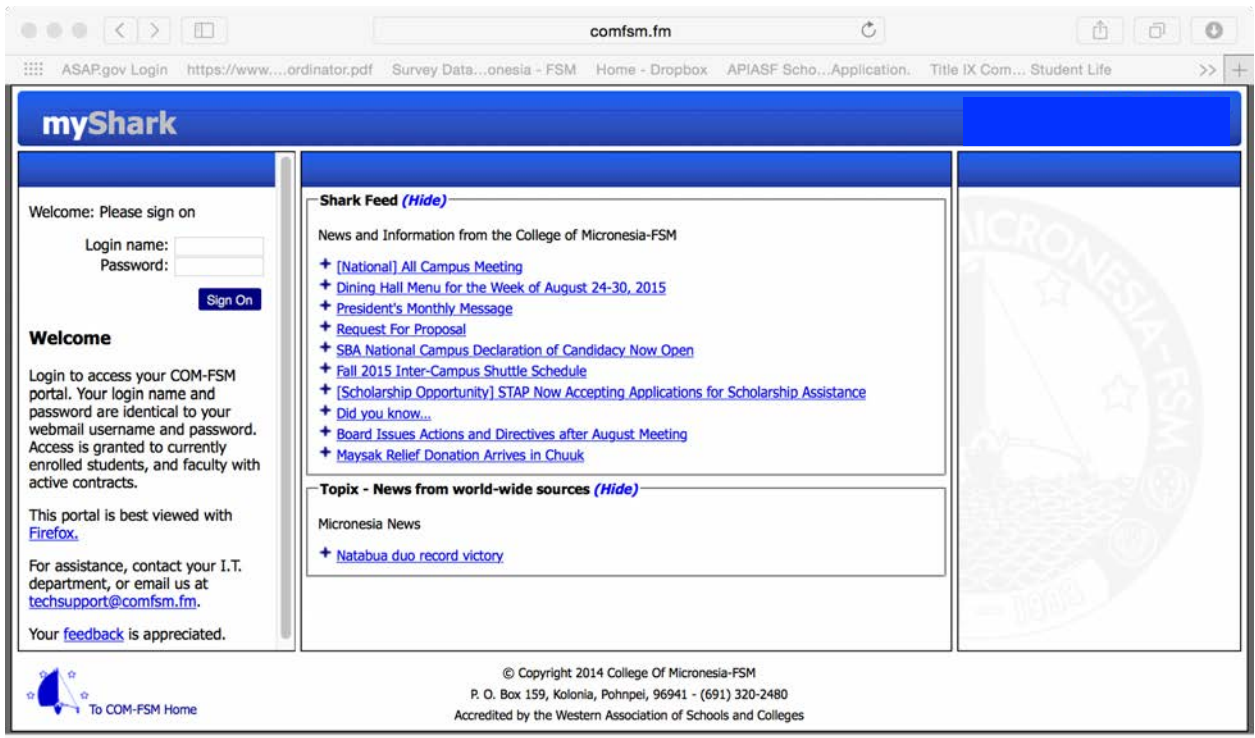 comfsm.fm
ASAP.gov Login https://www....ordinator.pdf Survey Data...onesia - FSM Home - Dropbox APIASF Scho...Application. Title IX Com... Student Life >> +
myShark
Welcome: Please sign on
Login name:
Password:
Sign On
Welcome
Login to access your COM-FSM
portal. Your login name and
password are identical to your
webmail username and password.
Access is granted to currently
enrolled students, and faculty with
active contracts.
This portal is best viewed with
Firefox.
For assistance, contact your I.T.
department, or email us at
techsupport@comfsm.fm.
Your feedback is appreciated.
Shark Feed (Hide)
News and Information from the College of Micronesia-FSM
+ [National] All Campus Meeting
+ Dining Hall Menu for the Week of August 24-30, 2015
+ President's Monthly Message
+ Request For Proposal
+ SBA National Campus Declaration of Candidacy Now Open
+ Fall 2015 Inter-Campus Shuttle Schedule
+ [Scholarship Opportunity] STAP Now Accepting Applications for Scholarship Assistance
+ Did you know...
+ Board Issues Actions and Directives after August Meeting
+ Maysak Relief Donation Arrives in Chuuk
Topix - News from world-wide sources (Hide)
Micronesia News
+ Natabua duo record victory
MICRONESIA-FSM
To COM-FSM Home
© Copyright 2014 College Of Micronesia-FSM
P. O. Box 159, Kolonia, Pohnpei, 96941 - (691) 320-2480
Accredited by the Western Association of Schools and Colleges